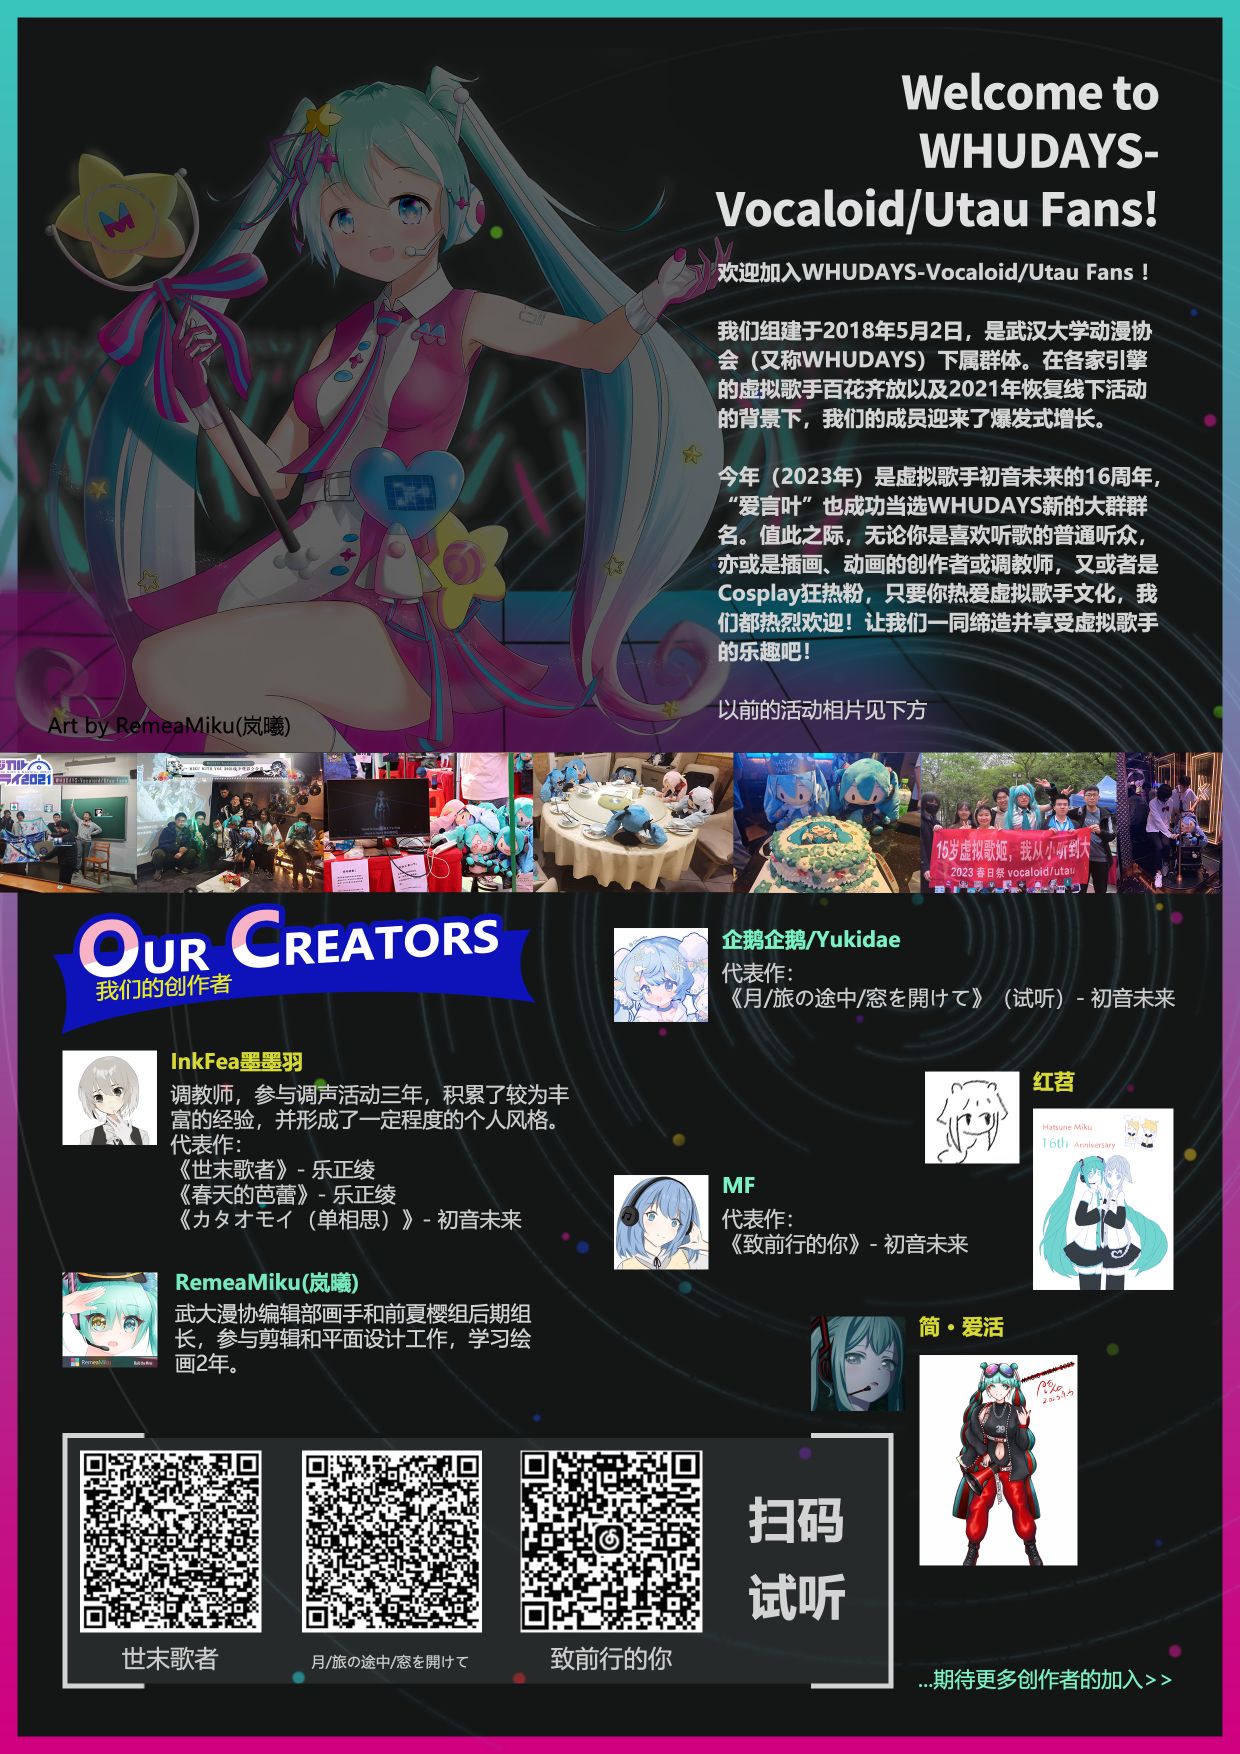 Welcome to
WHUDAYS-
Vocaloid/Utau Fans!
欢迎加入WHUDAYS-Vocaloid/Utau Fans！
我们组建于2018年5月2日，是武汉大学动漫协
会（又称WHUDAYS）下属群体。在各家引擎
的虚拟歌手百花齐放以及2021年恢复线下活动
的背景下，我们的成员迎来了爆发式增长。
今年（2023年）是虚拟歌手初音未来的16周年，
“爱言叶”也成功当选WHUDAYS新的大群群
名。值此之际，无论你是喜欢听歌的普通听众，
亦或是插画、动画的创作者或调教师，又或者是
Cosplay狂热粉，只要你热爱虚拟歌手文化，我
们都热烈欢迎！让我们一同缔造并享受虚拟歌手
的乐趣吧！
以前的活动相片见下方
Art by RemeaMiku(岚曦)
15岁虚拟歌姬，我从小听到大
2023 春日祭 vocaloid/utau
OUR CREATORS
我们的创作者
InkFea墨墨羽
调教师，参与调声活动三年，积累了较为丰
富的经验，并形成了一定程度的个人风格。
代表作：
《世末歌者》- 乐正绫
《春天的芭蕾》- 乐正绫
《カタオモイ（单相思）》- 初音未来
RemeaMiku(岚曦)
武大漫协编辑部画手和前夏樱组后期组
长，参与剪辑和平面设计工作，学习绘
画2年。
企鹅企鹅/Yukidae
代表作：
《月/旅の途中/窓を開けて》（试听）- 初音未来
红苕
Hatsune Miku
16th Anniversary
MF
代表作：
《致前行的你》- 初音未来
简·爱活
扫码
试听
世末歌者
月/旅の途中/窓を開けて
致前行的你
...期待更多创作者的加入>>